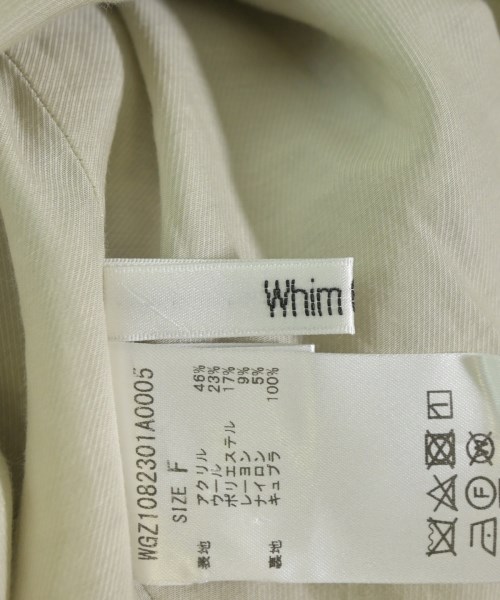 Whim
WGZ1082301A0005
SIZE F
表地 アクリル 46%
ウール 23%
ポリエステル 17%
レーヨン 9%
ナイロン 5%
裏地 キュプラ 100%